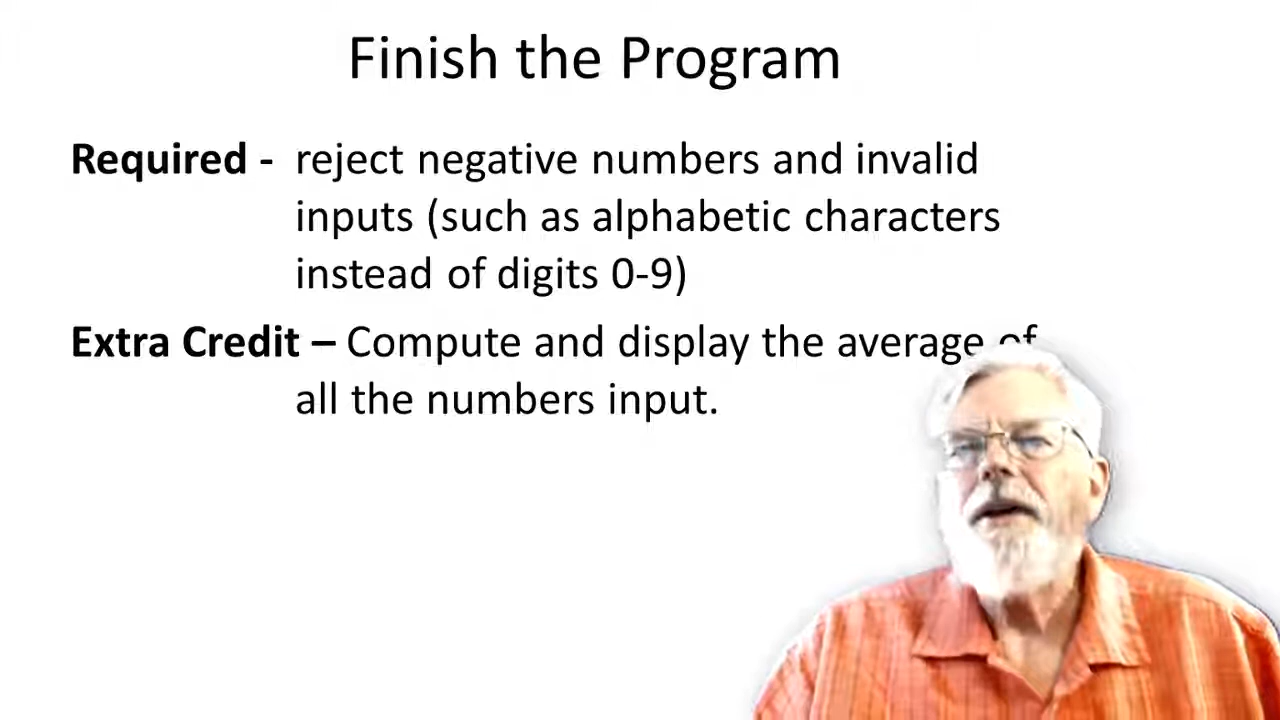 Finish the Program
Required - reject negative numbers and invalid
inputs (such as alphabetic characters
instead of digits 0-9)
Extra Credit – Compute and display the average of
all the numbers input.